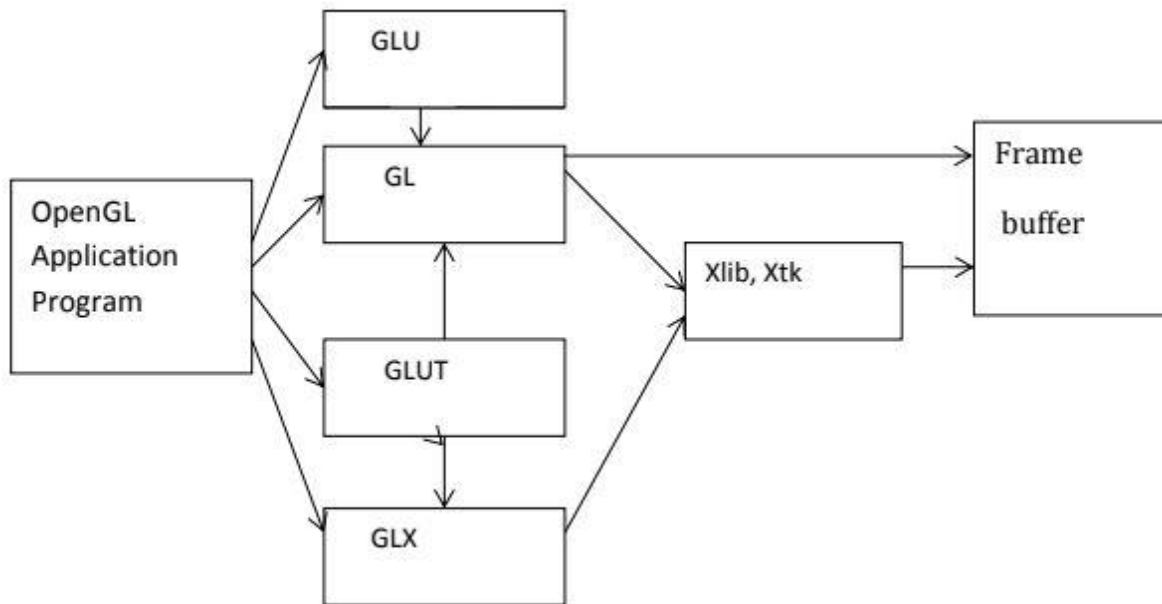 GLU
GL
OpenGL
Application
Program
GLUT
GLX
Xlib, Xtk
Frame
buffer